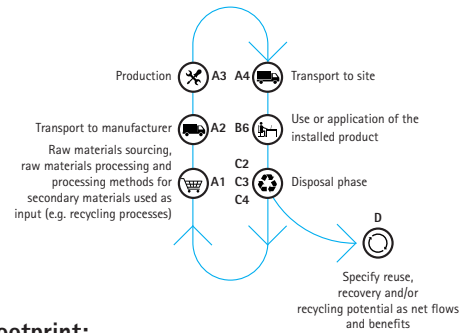 Production A3 A4 Transport to site
Transport to manufacturer A2 B6 Use or application of the
installed product
Raw materials sourcing,
raw materials processing and
processing methods for
secondary materials used as
input (e.g. recycling processes)
A1
C2
C3 Disposal phase
C4
D
Specify reuse,
recovery and/or
recycling potential as net flows
and benefits